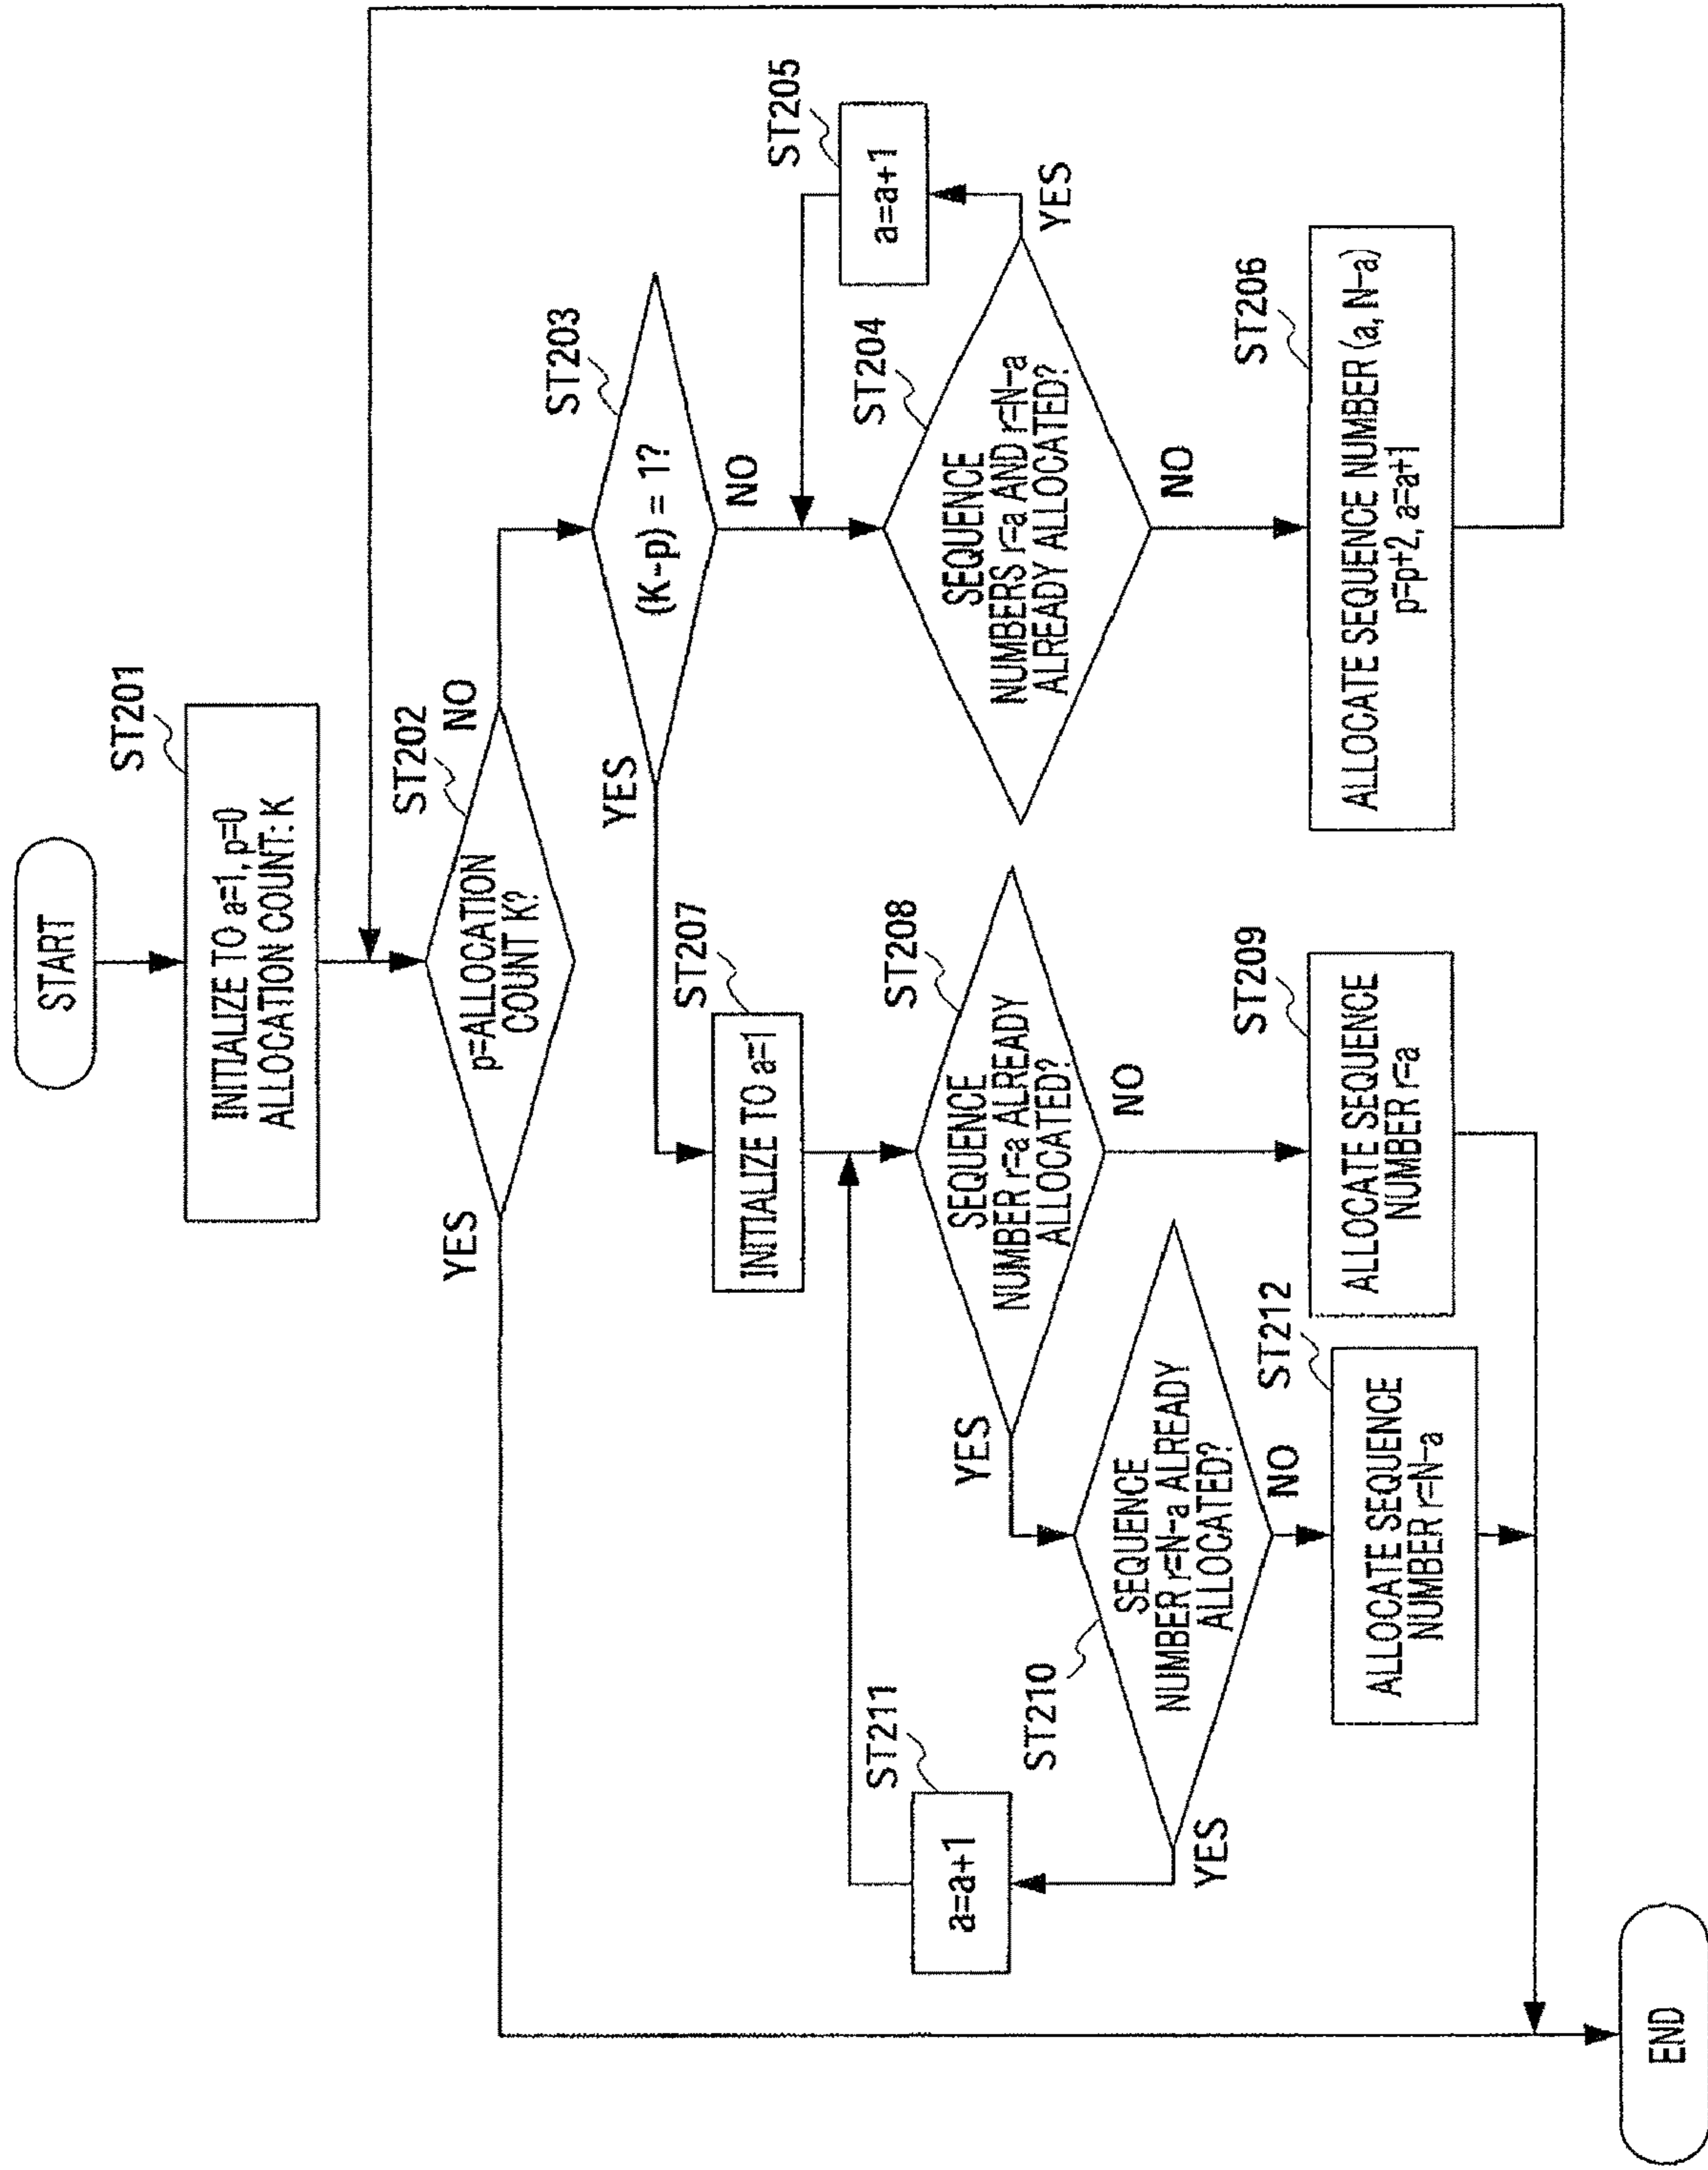 START
ST201
INITIALIZE TO a=1, p=0
ALLOCATION COUNT: K
ST202
p=ALLOCATION
COUNT K?
YES
NO
ST203
(K-p) = 1?
YES
NO
ST205
a=a+1
ST204
SEQUENCE
NUMBERS r=a AND r=N-a
ALREADY ALLOCATED?
YES
NO
ST206
ALLOCATE SEQUENCE NUMBER (a, N-a)
p=p+2, a=a+1
ST207
INITIALIZE TO a=1
ST208
SEQUENCE
NUMBER r=a ALREADY
ALLOCATED?
YES
NO
ST209
ALLOCATE SEQUENCE
NUMBER r=a
ST211
a=a+1
ST210
SEQUENCE
NUMBER r=N-a ALREADY
ALLOCATED?
YES
NO
ST212
ALLOCATE SEQUENCE
NUMBER r=N-a
END